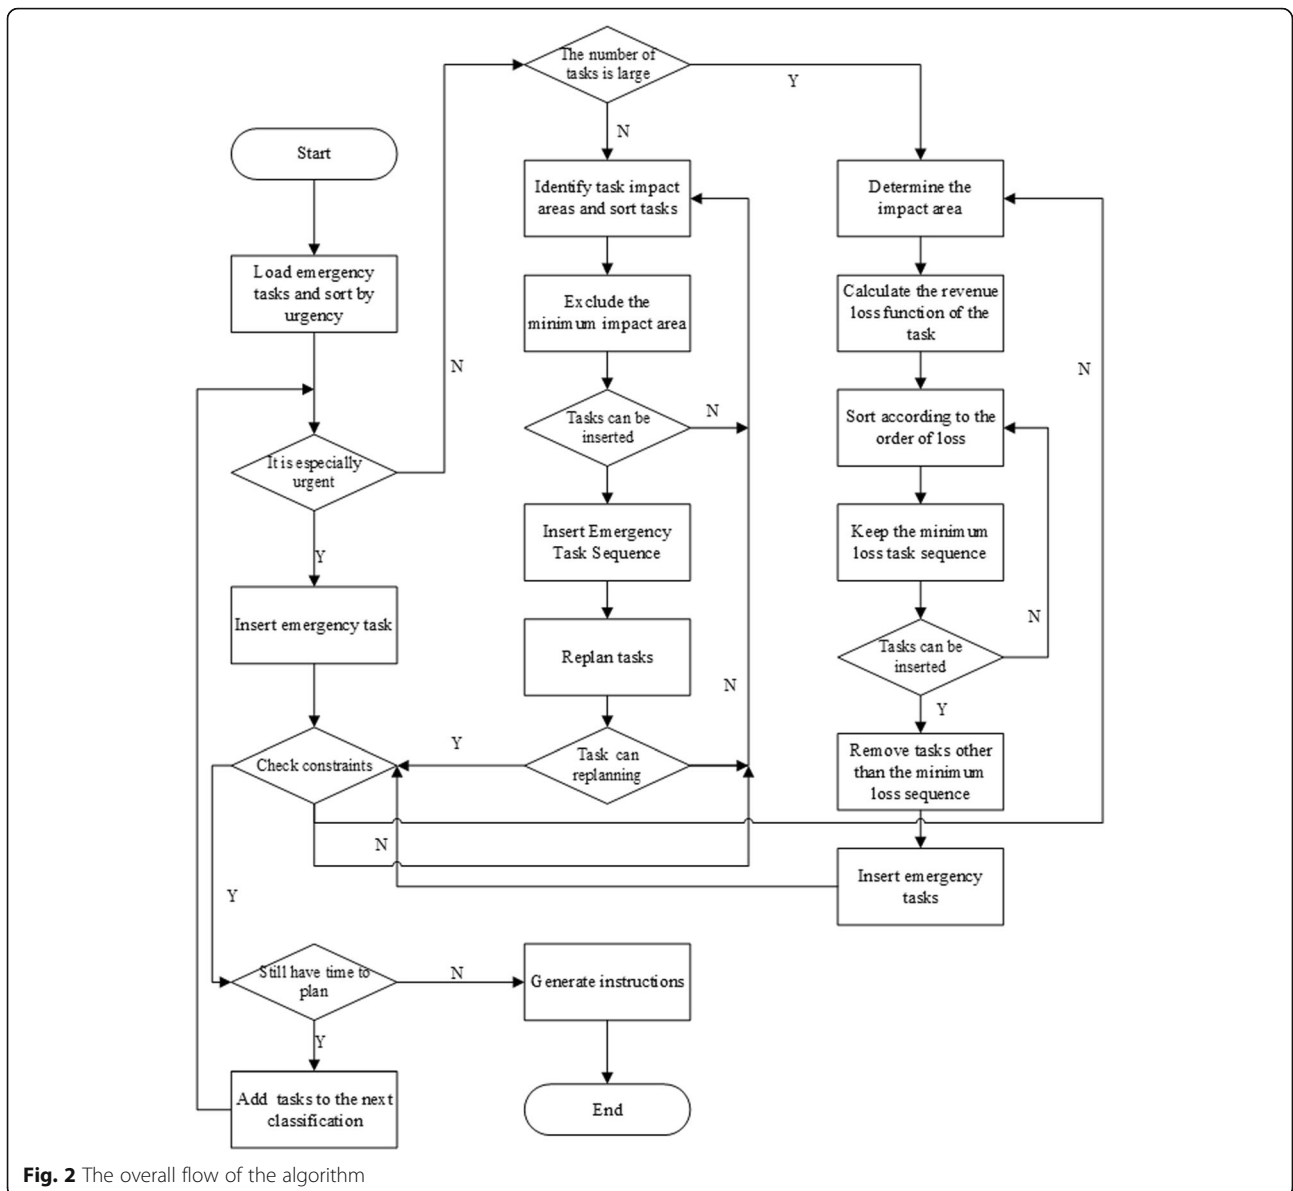 The number of
tasks is large
Y
N
Start
Identify task impact
areas and sort tasks
Determine the
impact area
Load emergency
tasks and sort by
urgency
Exclude the
minimum impact area
Calculate the revenue
loss function of the
task
N
N
Tasks can be
inserted
N
Sort according to the
order of loss
It is especially
urgent
Y
Insert Emergency
Task Sequence
Keep the minimum
loss task sequence
Insert emergency task
Replan tasks
N
Tasks can be
inserted
N
Y
Check constraints
Y
Task can
replanning
Remove tasks other
than the minimum
loss sequence
N
Insert emergency
tasks
Y
Still have time to
plan
N
Generate instructions
Y
Add tasks to the next
classification
End
Fig. 2 The overall flow of the algorithm